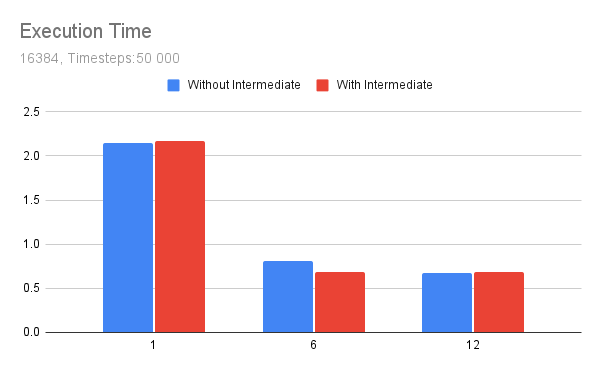 Execution Time
16384, Timesteps:50 000
Without Intermediate
With Intermediate
2.5
2.0
1.5
1.0
0.5
0.0
1
6
12